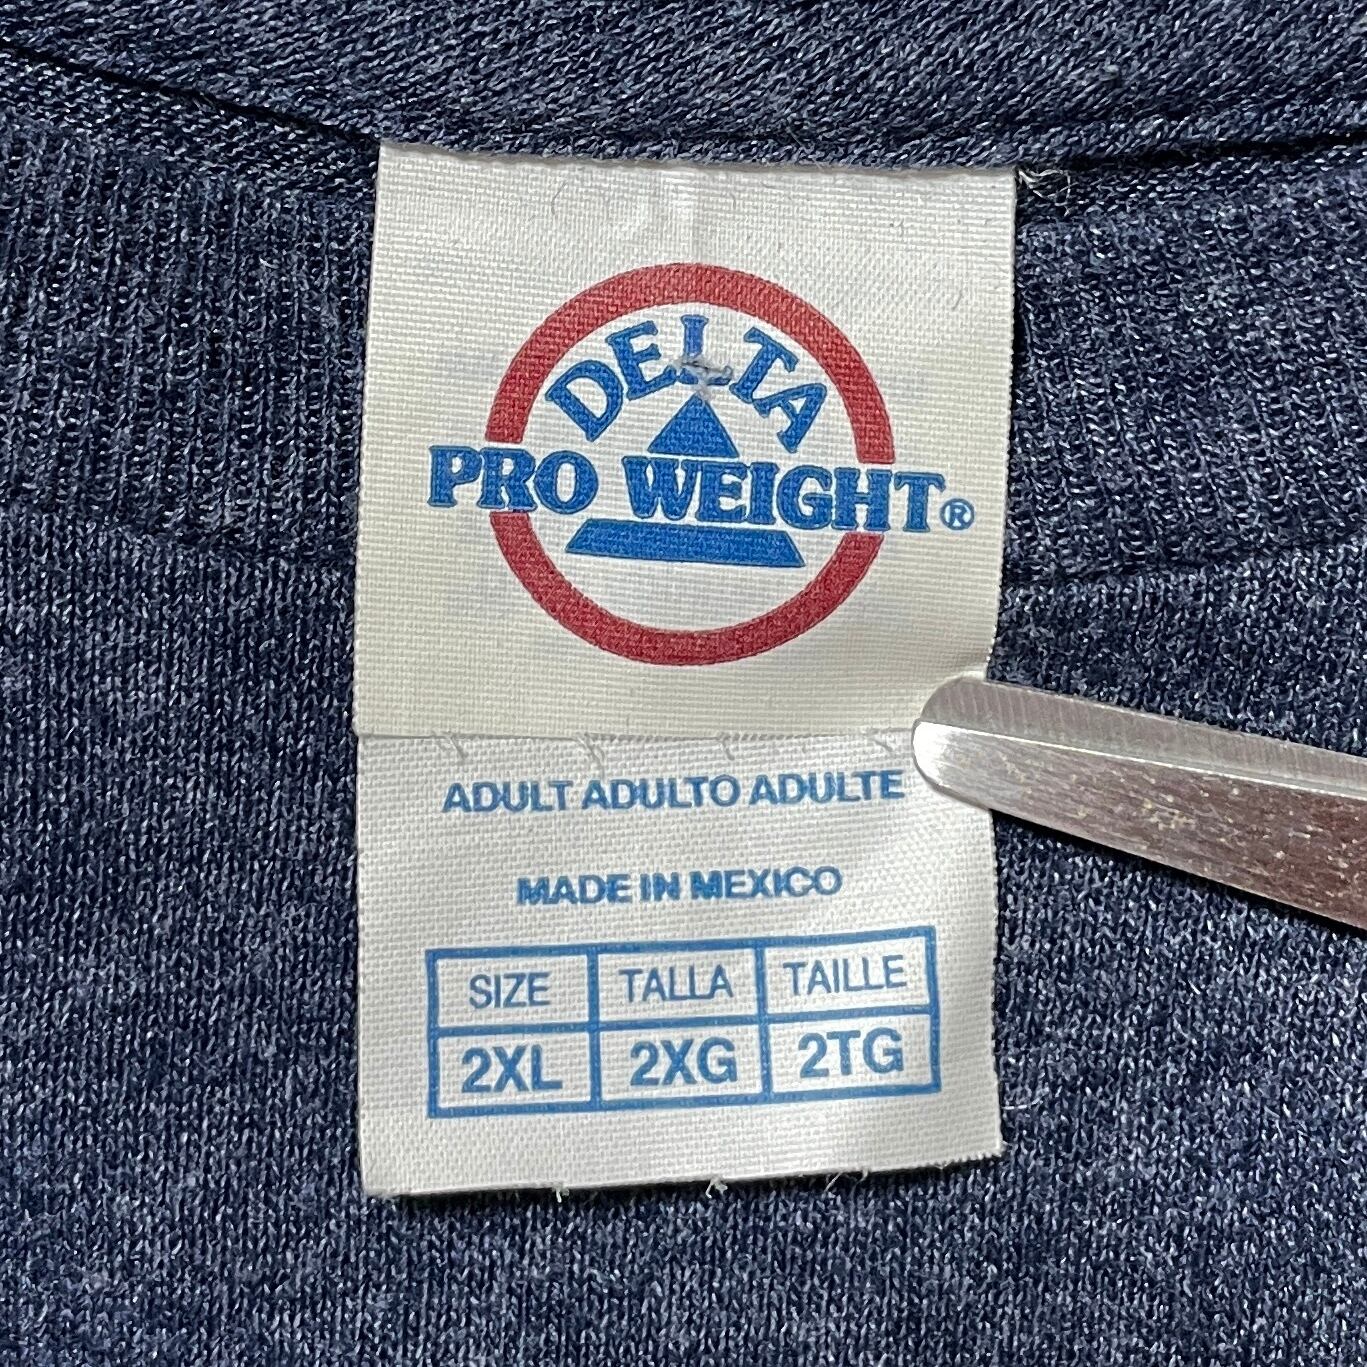 DELTA
PRO WEIGHT®
ADULT ADULTO ADULTE
MADE IN MEXICO
SIZE TALLA TAILLE
2XL 2XG 2TG